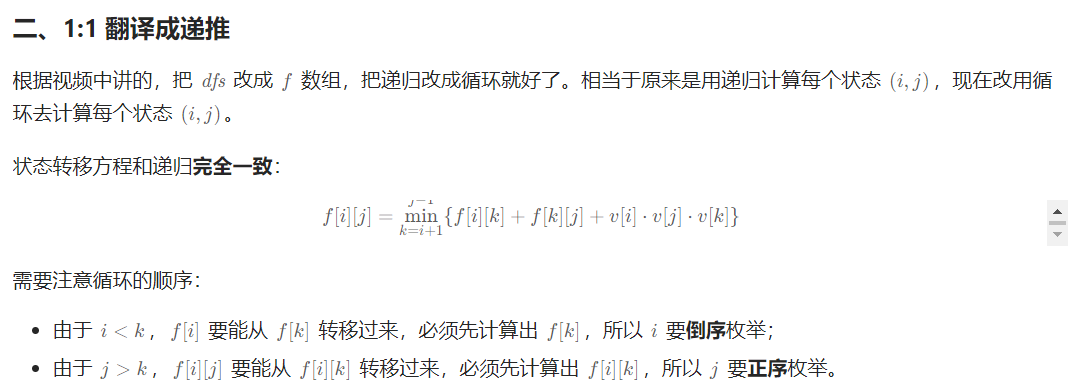 二、1:1 翻译成递推
根据视频中讲的，把 dfs 改成 f 数组，把递归改成循环就好了。相当于原来是用递归计算每个状态 (i, j)，现在改用循
环去计算每个状态 (i, j)。
状态转移方程和递归完全一致：
f[i][j] = min_{k=i+1}^{j−1}{f[i][k] + f[k][j] + v[i] · v[j] · v[k]}
需要注意循环的顺序：
• 由于 i < k，f[i] 要能从 f[k] 转移过来，必须先计算出 f[k]，所以 i 要倒序枚举；
• 由于 j > k，f[i][j] 要能从 f[i][k] 转移过来，必须先计算出 f[i][k]，所以 j 要正序枚举。